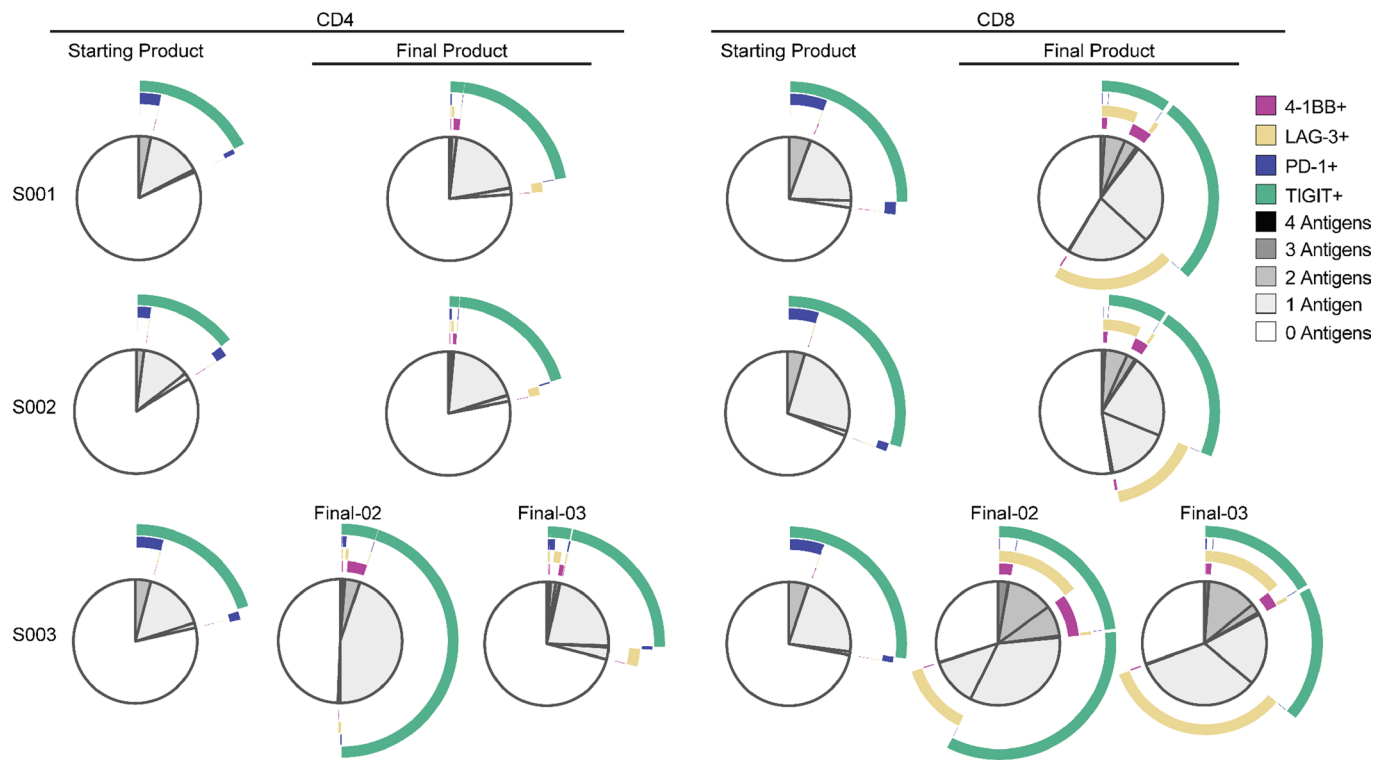 CD4
CD8
Starting Product
Final Product
Starting Product
Final Product
S001
4-1BB+
LAG-3+
PD-1+
TIGIT+
4 Antigens
3 Antigens
2 Antigens
1 Antigen
0 Antigens
S002
S003
Final-02
Final-03
Final-02
Final-03